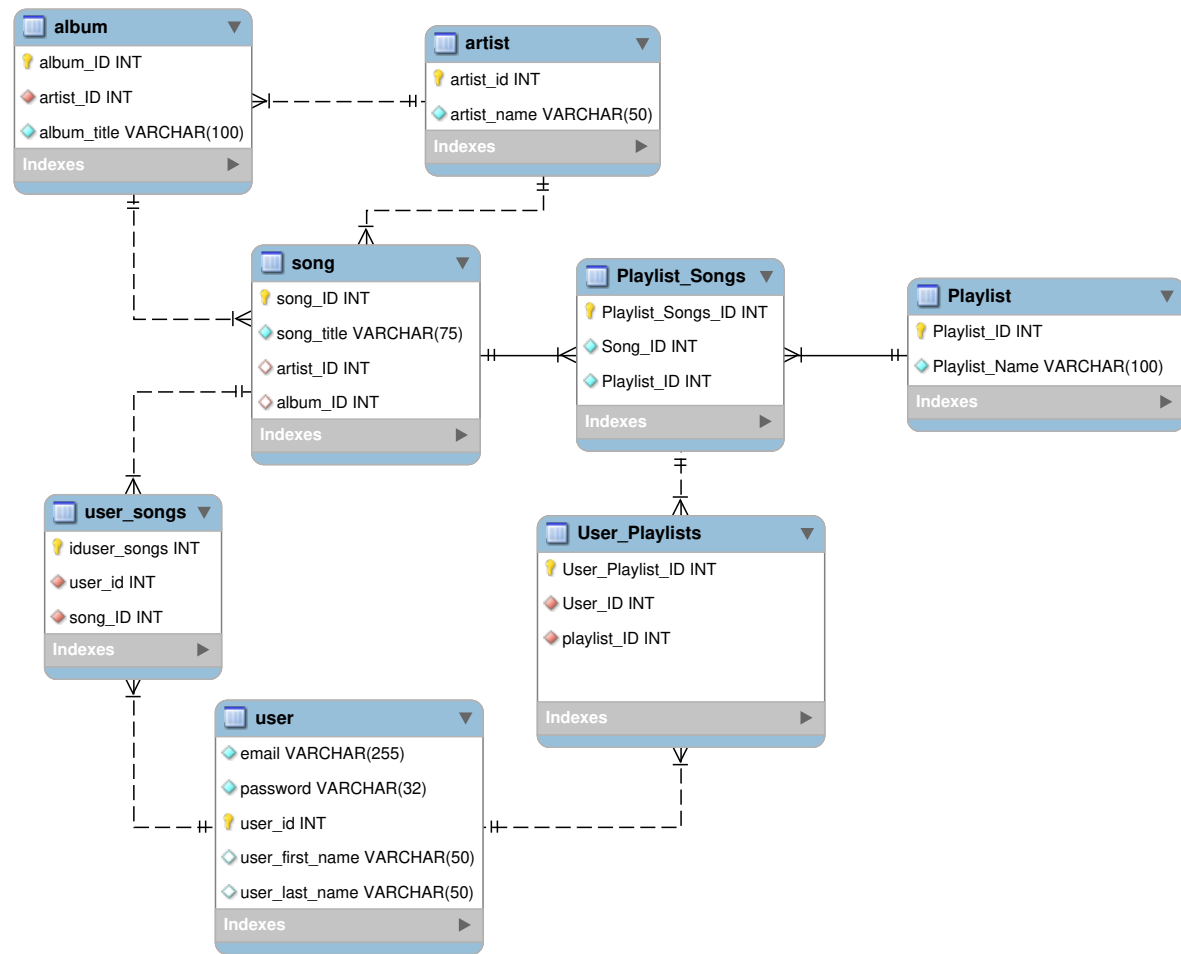 album
album_ID INT
artist_ID INT
album_title VARCHAR(100)
Indexes
artist
artist_id INT
artist_name VARCHAR(50)
Indexes
song
song_ID INT
song_title VARCHAR(75)
artist_ID INT
album_ID INT
Indexes
Playlist_Songs
Playlist_Songs_ID INT
Song_ID INT
Playlist_ID INT
Indexes
Playlist
Playlist_ID INT
Playlist_Name VARCHAR(100)
Indexes
user_songs
iduser_songs INT
user_id INT
song_ID INT
Indexes
User_Playlists
User_Playlist_ID INT
User_ID INT
playlist_ID INT
Indexes
user
email VARCHAR(255)
password VARCHAR(32)
user_id INT
user_first_name VARCHAR(50)
user_last_name VARCHAR(50)
Indexes